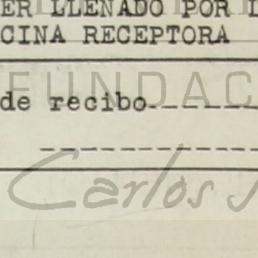 ER LLENADO POR L
CINA RECEPTORA
FUNDAC
de recibo
Carlos S